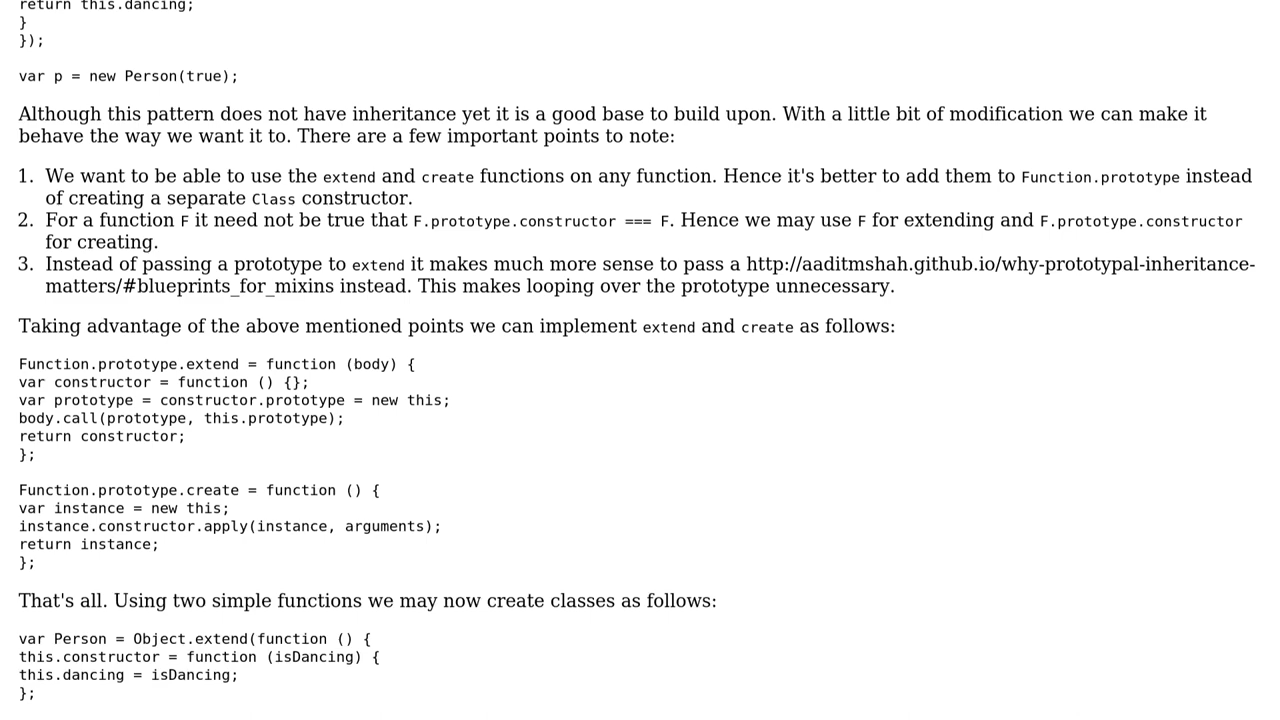 return this.dancing;
}
});
var p = new Person(true);
Although this pattern does not have inheritance yet it is a good base to build upon. With a little bit of modification we can make it
behave the way we want it to. There are a few important points to note:
1. We want to be able to use the extend and create functions on any function. Hence it's better to add them to Function.prototype instead
of creating a separate Class constructor.
2. For a function F it need not be true that F.prototype.constructor === F. Hence we may use F for extending and F.prototype.constructor
for creating.
3. Instead of passing a prototype to extend it makes much more sense to pass a http://aaditmshah.github.io/why-prototypal-inheritance-
matters/#blueprints_for_mixins instead. This makes looping over the prototype unnecessary.
Taking advantage of the above mentioned points we can implement extend and create as follows:
Function.prototype.extend = function (body) {
var constructor = function () {};
var prototype = constructor.prototype = new this;
body.call(prototype, this.prototype);
return constructor;
};
Function.prototype.create = function () {
var instance = new this;
instance.constructor.apply(instance, arguments);
return instance;
};
That's all. Using two simple functions we may now create classes as follows:
var Person = Object.extend(function () {
this.constructor = function (isDancing) {
this.dancing = isDancing;
};